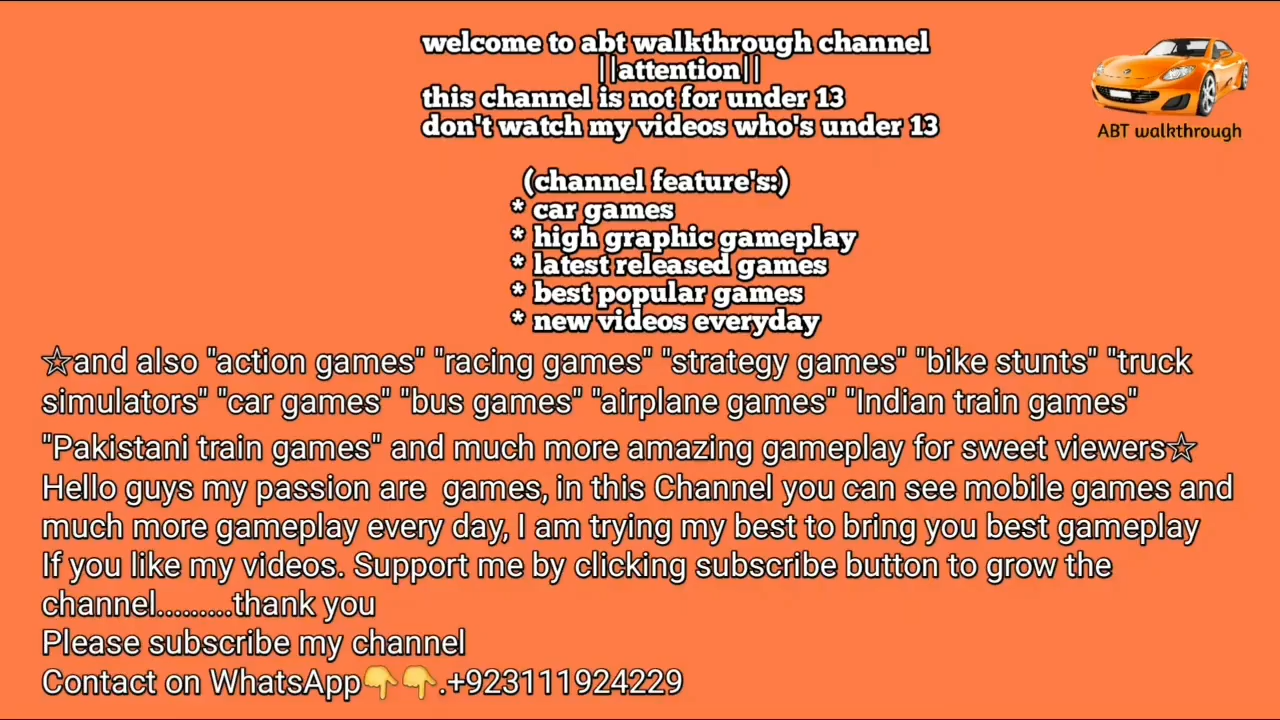 welcome to abt walkthrough channel
||attention||
this channel is not for under 13
don't watch my videos who's under 13
ABT walkthrough
(channel feature's:)
* car games
* high graphic gameplay
* latest released games
* best popular games
* new videos everyday
☆and also "action games" "racing games" "strategy games" "bike stunts" "truck
simulators" "car games" "bus games" "airplane games" "Indian train games"
"Pakistani train games" and much more amazing gameplay for sweet viewers☆
Hello guys my passion are  games, in this Channel you can see mobile games and
much more gameplay every day, I am trying my best to bring you best gameplay
If you like my videos. Support me by clicking subscribe button to grow the
channel.........thank you
Please subscribe my channel
Contact on WhatsApp👇👇.+923111924229